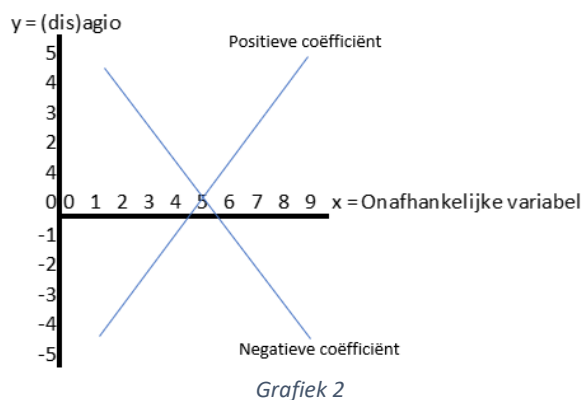 y = (dis)agio
Positieve coëfficiënt
5
4
3
2
4
0 0 1 2 3 4 5 6 7 8 9 x = Onafhankelijke variabel
-1
-2
-3
-4
-5
Negatieve coëfficiënt
Grafiek 2